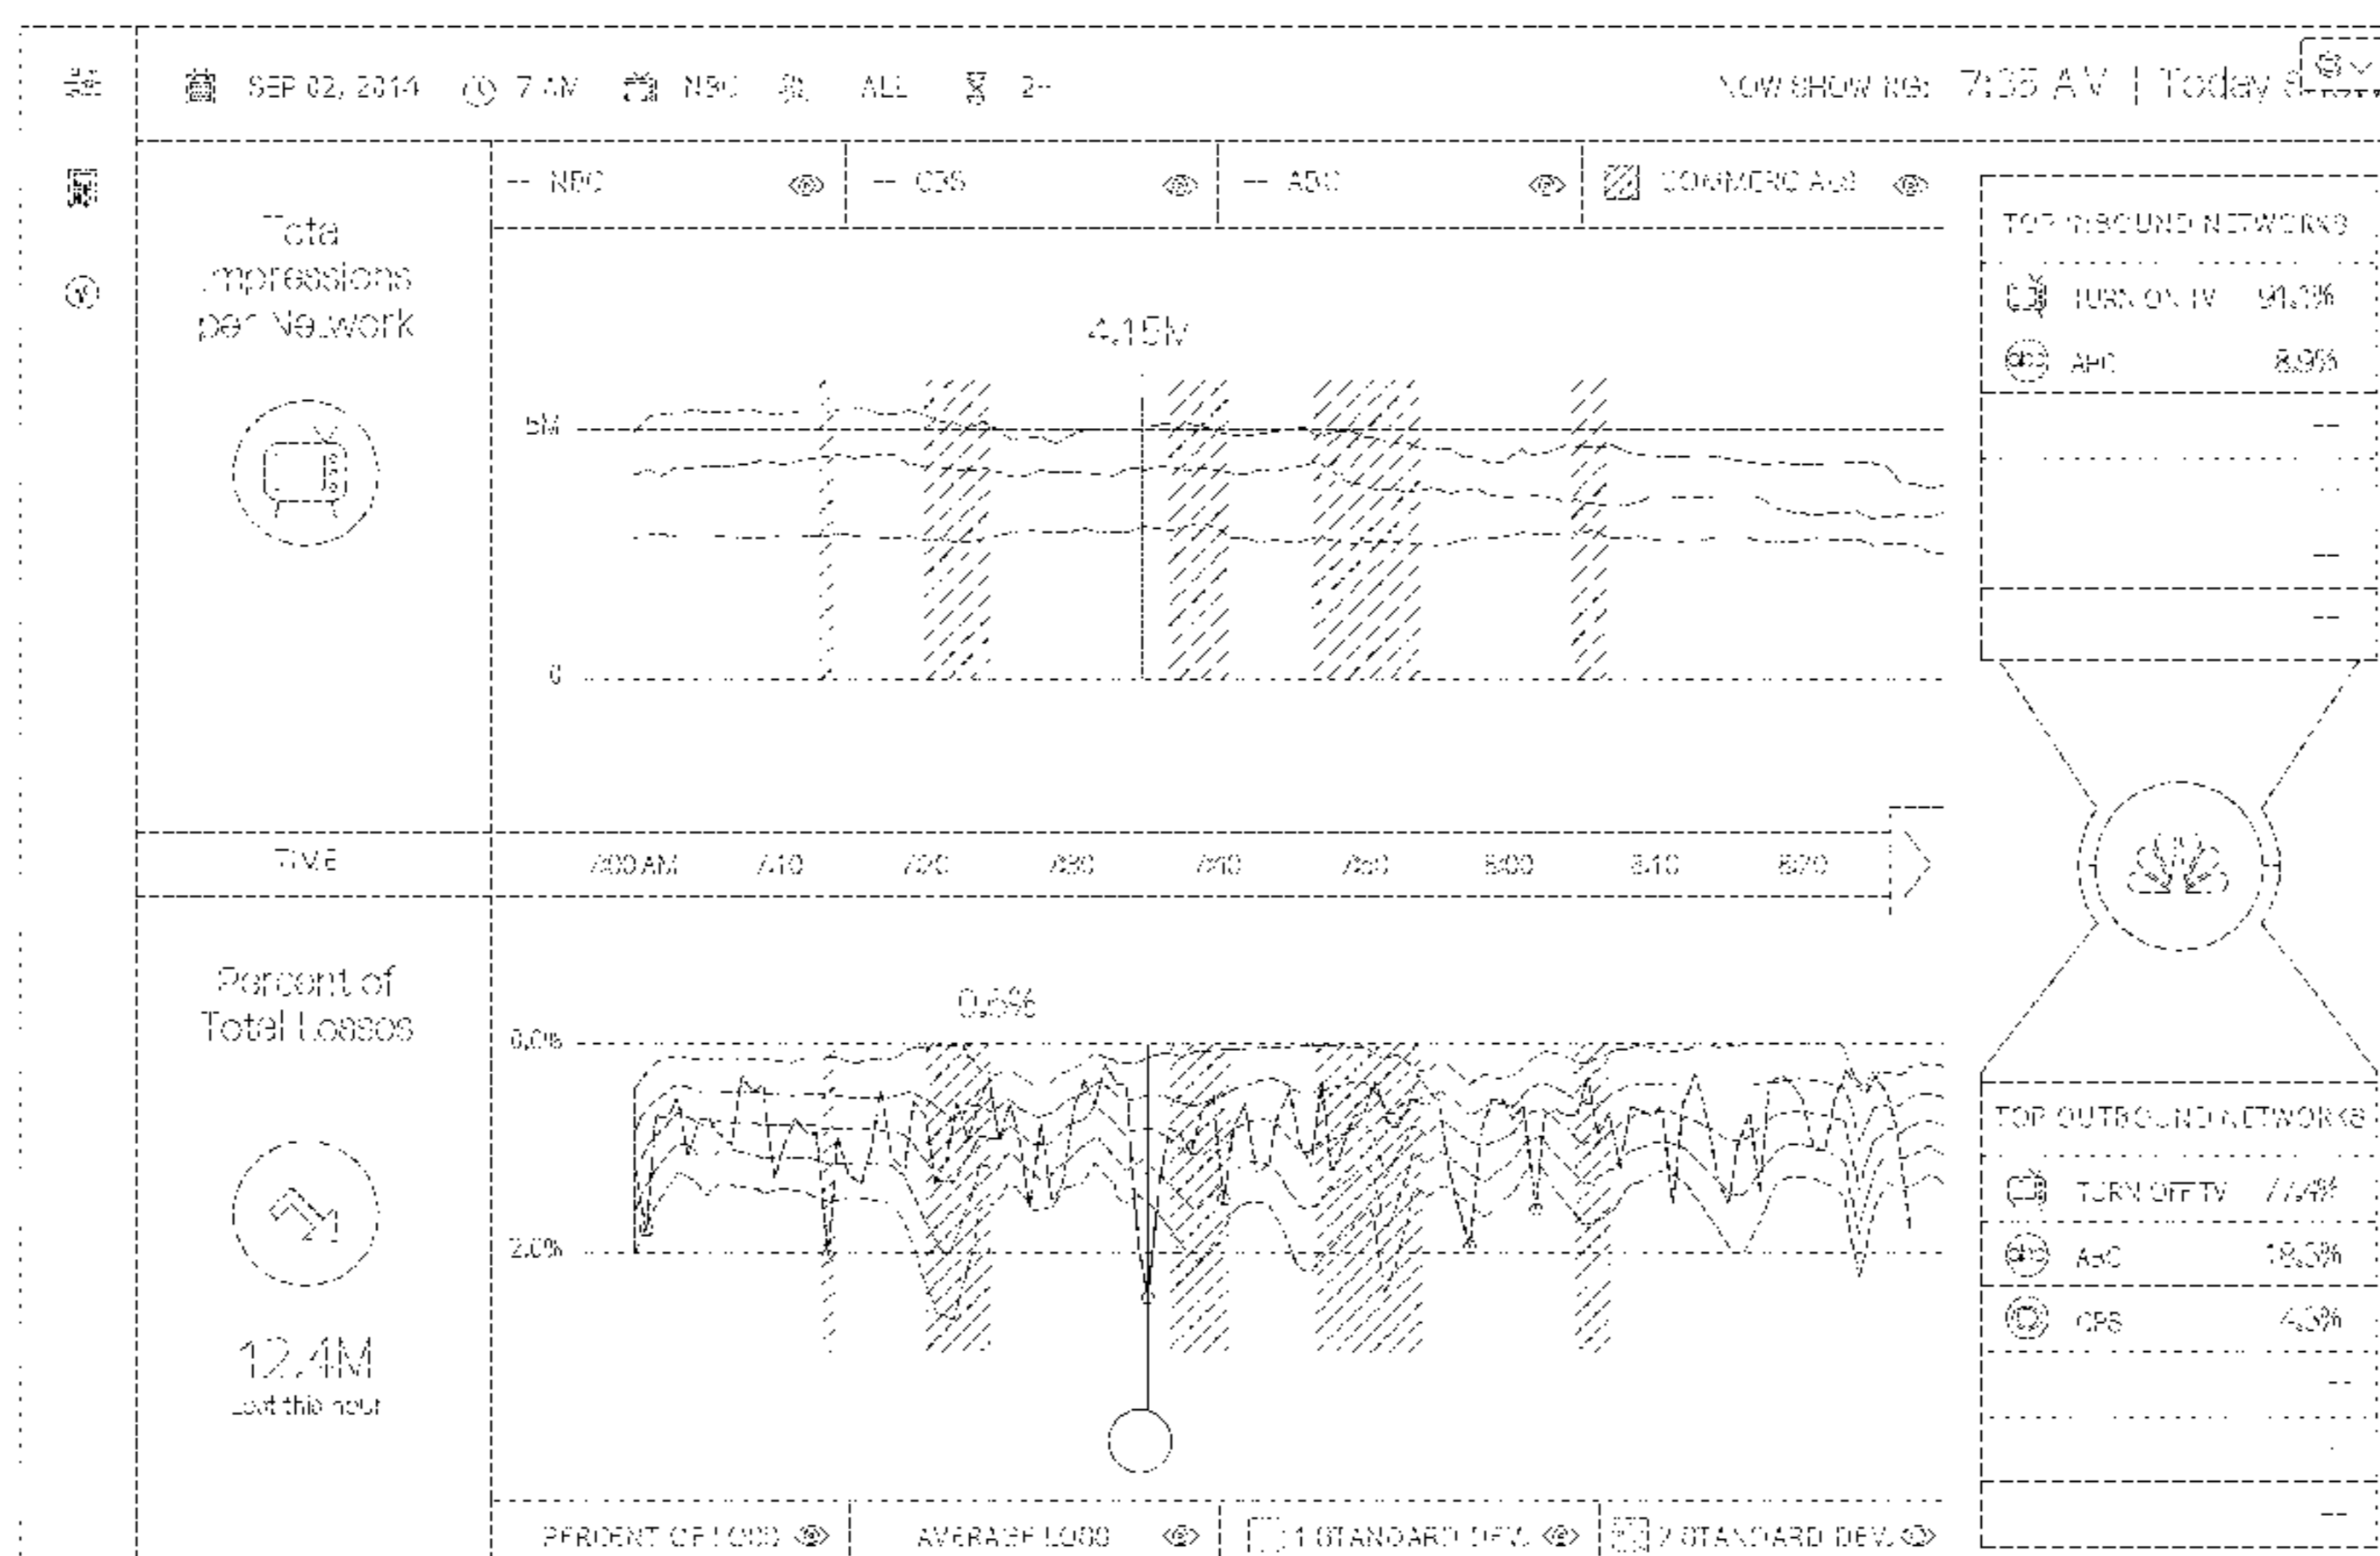 SEP 02, 2014 7 AM NBC ALL
NOW SHOWING: 7:35 AM | Today
NBC CBS ABC COMMERCIALS
Total
Impressions
per Network
4.15M
5M
0
TOP INBOUND NETWORKS
TURN ON TV
ABC 8.9%
TIME 7:00 AM 7:10 7:20 7:30 7:40 7:50 8:00 8:10 8:20
Percent of
Total Losses
12.4M
Lost this hour
0.0%
2.0%
TOP OUTBOUND NETWORKS
TURN OFF TV
ABC 18.3%
CBS 4.3%
PERCENT OF LOSS AVERAGE LOSS 1 STANDARD DEV. 2 STANDARD DEV.